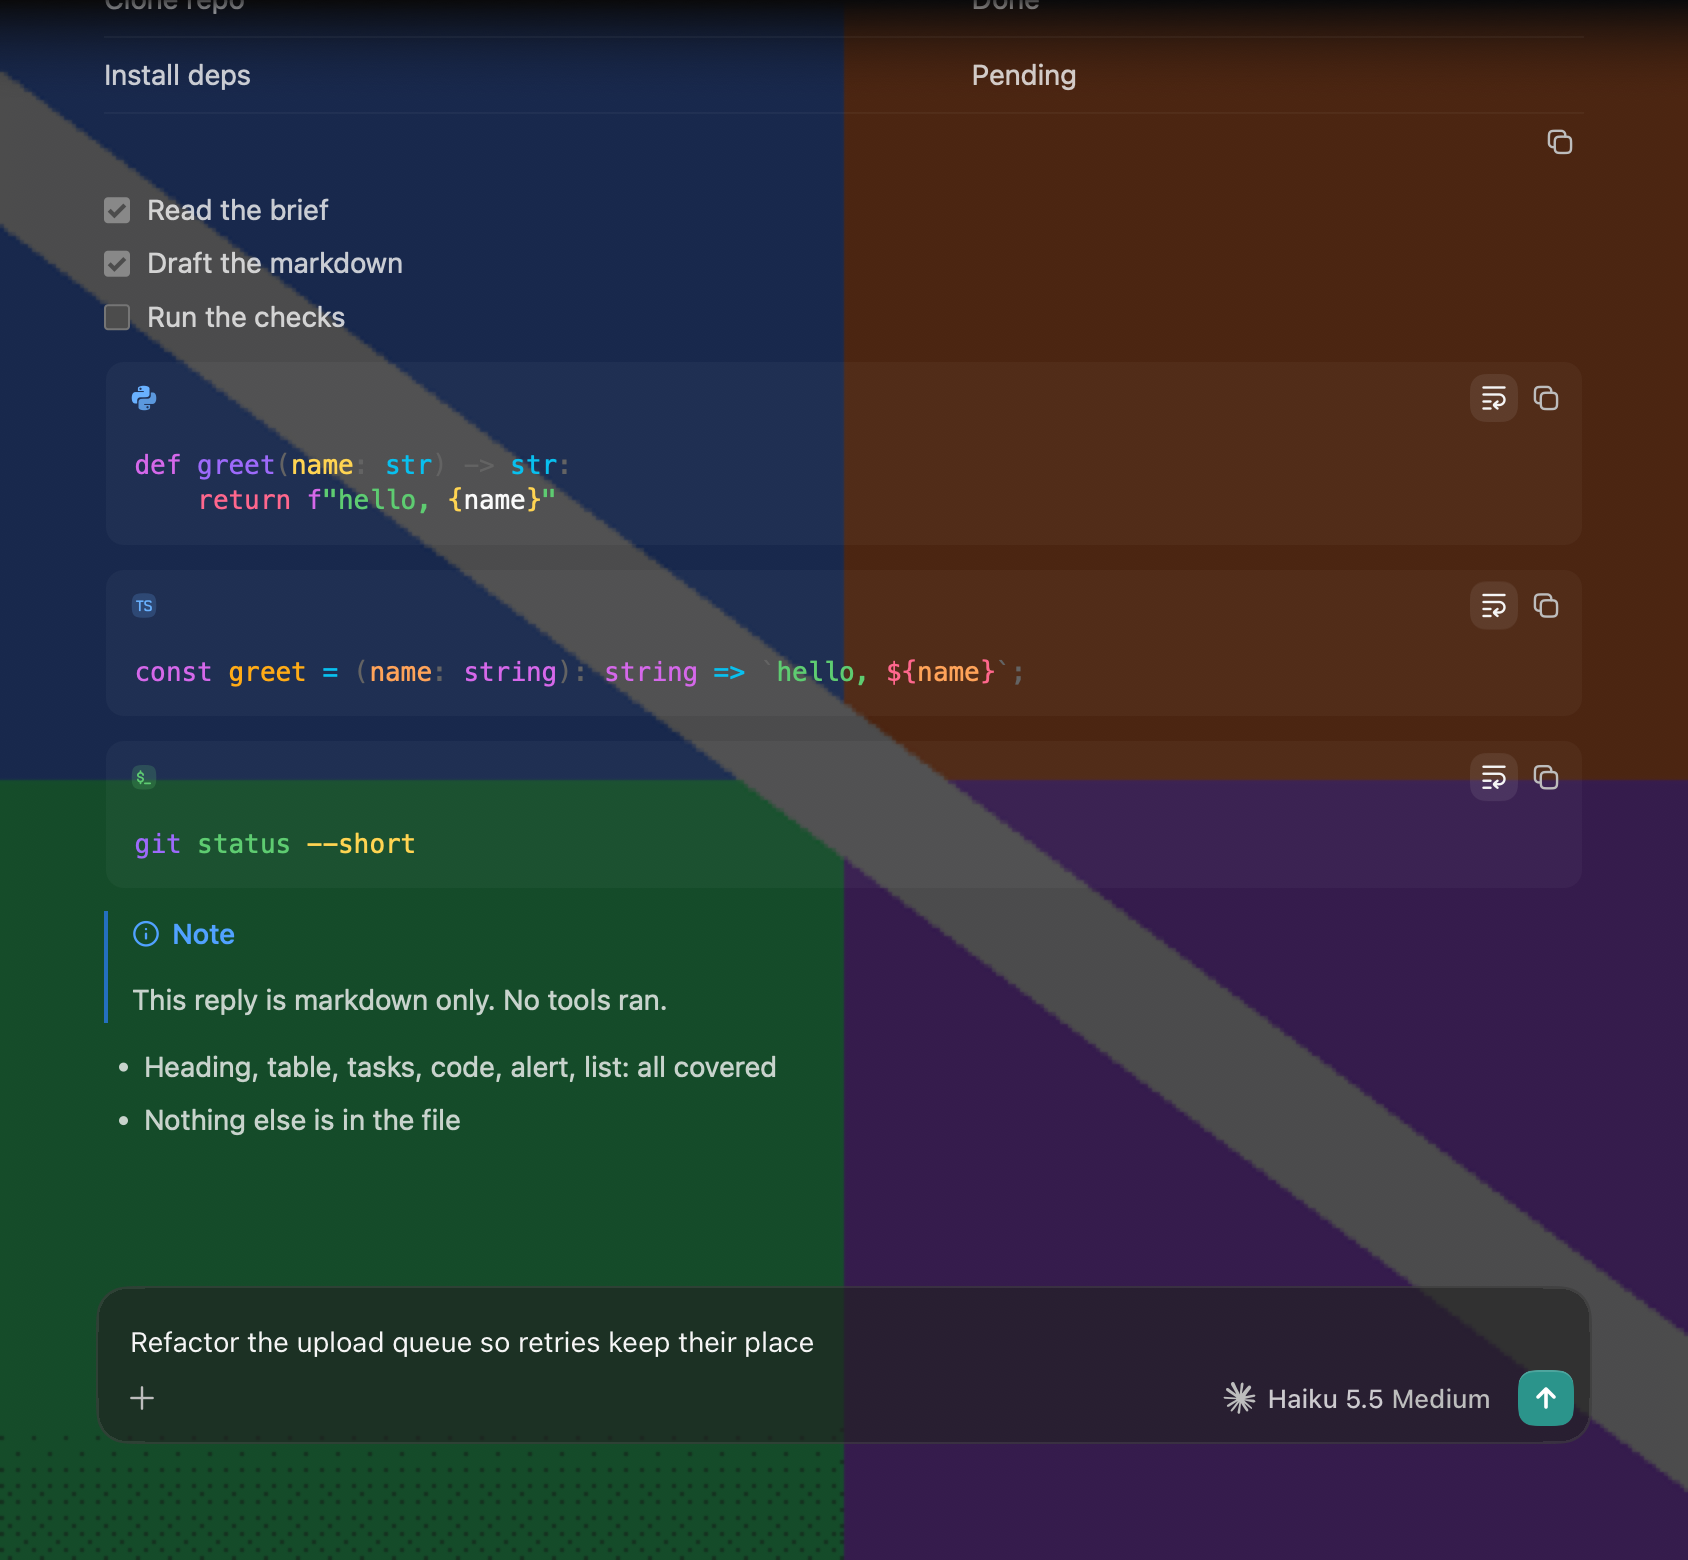 Clone repo Done
Install deps Pending
Read the brief
Draft the markdown
Run the checks
def greet(name: str) -> str:
    return f"hello, {name}"
TS
const greet = (name: string): string => `hello, ${name}`;
$_
git status --short
Note
This reply is markdown only. No tools ran.
• Heading, table, tasks, code, alert, list: all covered
• Nothing else is in the file
Refactor the upload queue so retries keep their place
Haiku 5.5 Medium